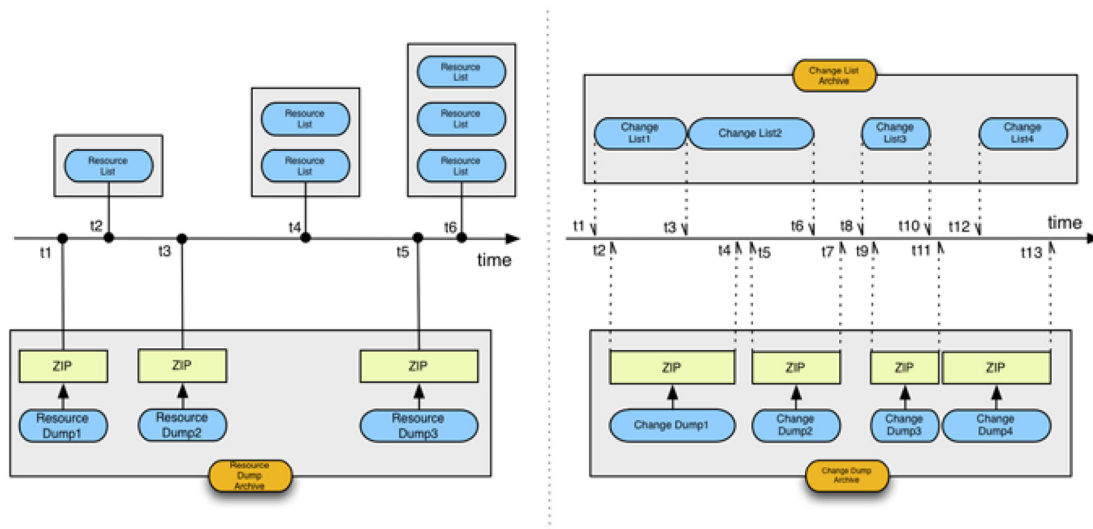 Resource
List
Resource
List
Resource
List
Resource
List
Resource
List
Resource
List
t1
t2
t3
t4
t5
t6
time
ZIP
ZIP
ZIP
Resource
Dump1
Resource
Dump2
Resource
Dump3
Resource
Dump
Archive
Change List
Archive
Change
List1
Change List2
Change
List3
Change
List4
t1
t3
t6
t8
t10
t12
time
t2
t4
t5
t7
t9
t11
t13
ZIP
ZIP
ZIP
ZIP
Change Dump1
Change
Dump2
Change
Dump3
Change
Dump4
Change Dump
Archive